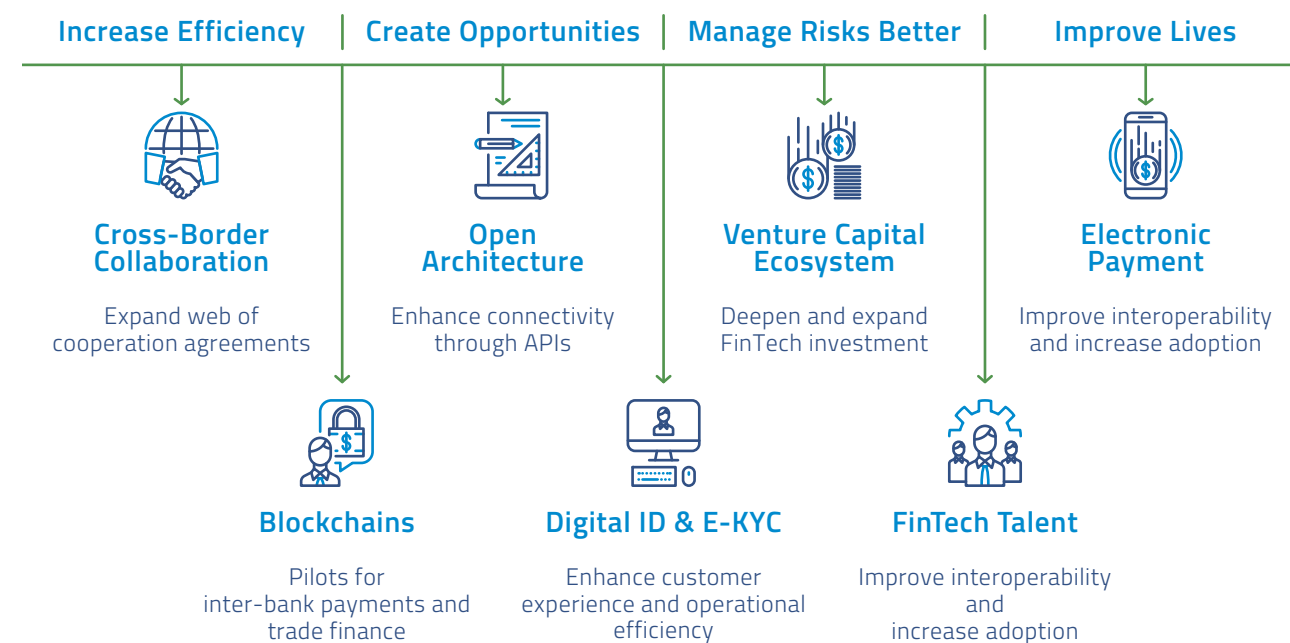 Increase Efficiency
Create Opportunities
Manage Risks Better
Improve Lives
Cross-Border
Collaboration
Expand web of
cooperation agreements
Open
Architecture
Enhance connectivity
through APIs
Venture Capital
Ecosystem
Deepen and expand
FinTech investment
Electronic
Payment
Improve interoperability
and increase adoption
Blockchains
Pilots for
inter-bank payments and
trade finance
Digital ID & E-KYC
Enhance customer
experience and operational
efficiency
FinTech Talent
Improve interoperability
and
increase adoption